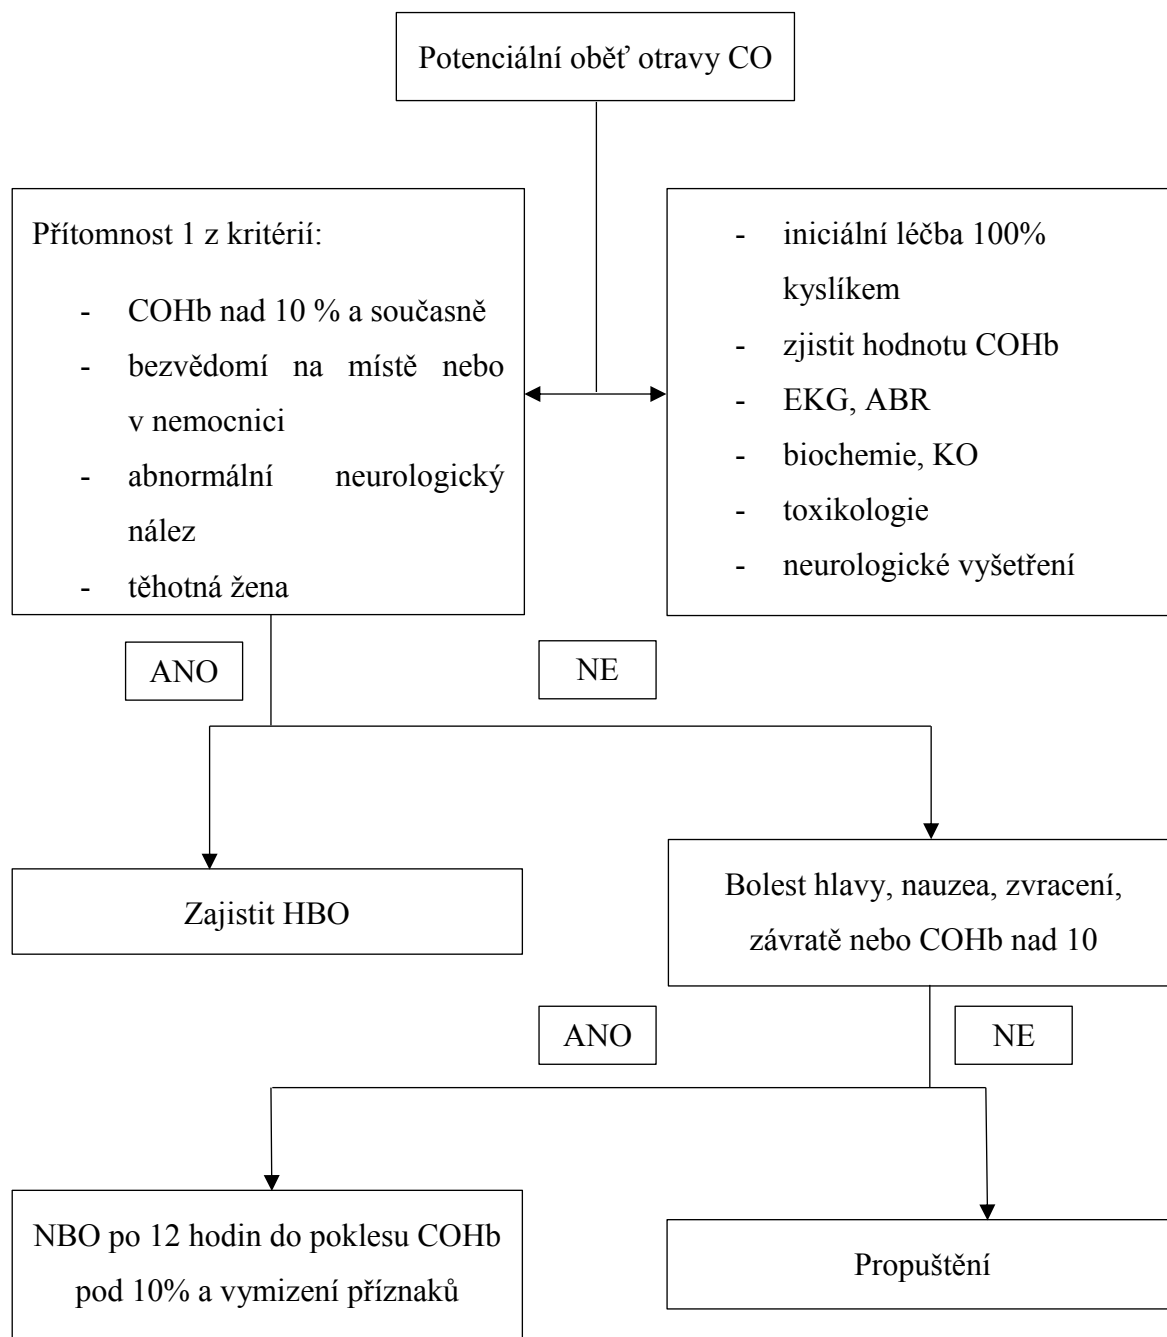 Potenciální oběť otravy CO
Přítomnost 1 z kritérií:
- COHb nad 10 % a současně
- bezvědomí na místě nebo
v nemocnici
- abnormální neurologický
nález
- těhotná žena
- iniciální léčba 100%
kyslíkem
- zjistit hodnotu COHb
- EKG, ABR
- biochemie, KO
- toxikologie
- neurologické vyšetření
ANO
NE
Zajistit HBO
Bolest hlavy, nauzea, zvracení,
závratě nebo COHb nad 10
ANO
NE
NBO po 12 hodin do poklesu COHb
pod 10% a vymizení příznaků
Propuštění